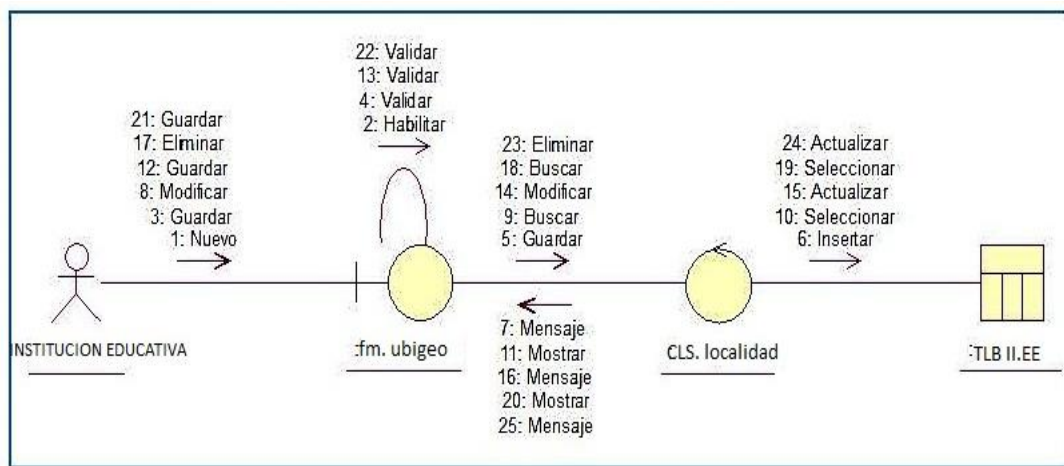 22: Validar
13: Validar
4: Validar
2: Habilitar
21: Guardar
17: Eliminar
12: Guardar
8: Modificar
3: Guardar
1: Nuevo
23: Eliminar
18: Buscar
14: Modificar
9: Buscar
5: Guardar
24: Actualizar
19: Seleccionar
15: Actualizar
10: Seleccionar
6: Insertar
INSTITUCION EDUCATIVA
:fm. ubigeo
CLS. localidad
:TLB II.EE
7: Mensaje
11: Mostrar
16: Mensaje
20: Mostrar
25: Mensaje